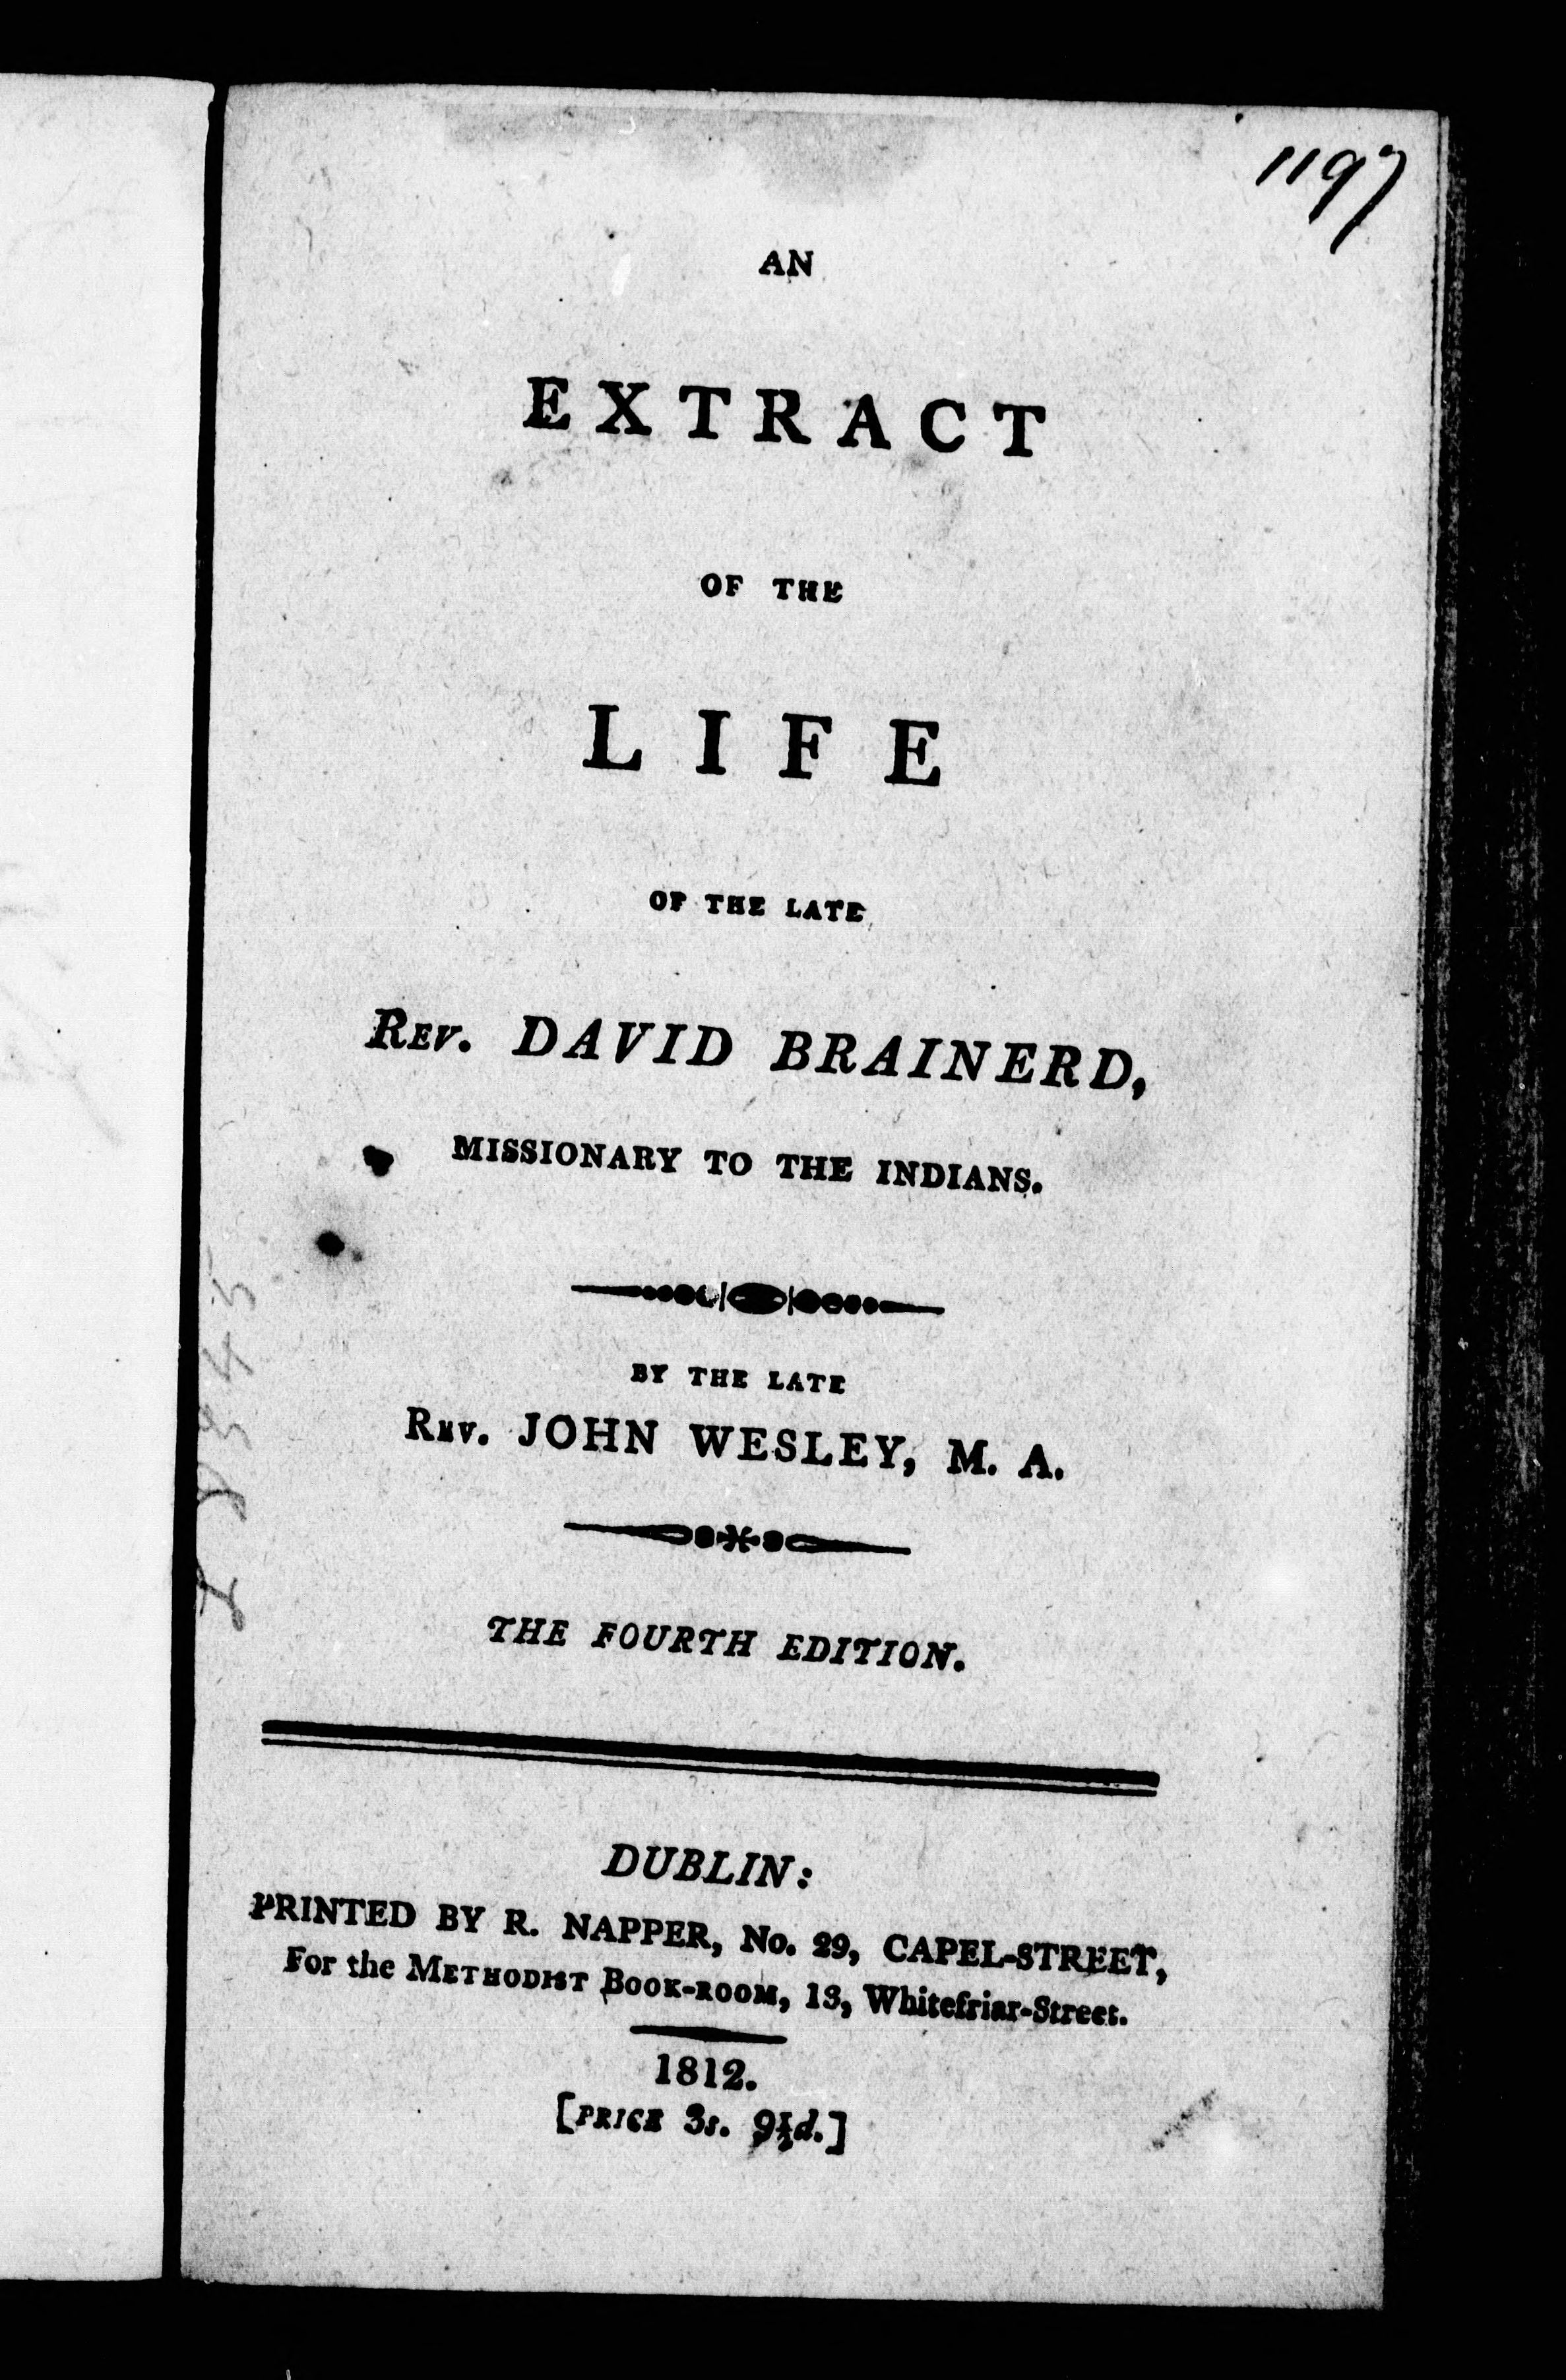 1197
AN
EXTRACT
OF THE
LIFE
OF THE LATE
REV. DAVID BRAINERD,
MISSIONARY TO THE INDIANS.
BY THE LATE
REV. JOHN WESLEY, M. A.
THE FOURTH EDITION.
DUBLIN:
PRINTED BY R. NAPPER, No. 29, CAPEL-STREET,
For the METHODIST BOOK-ROOM, 13, Whitefriar-Street.
1812.
[PRICE 3s. 9½d.]